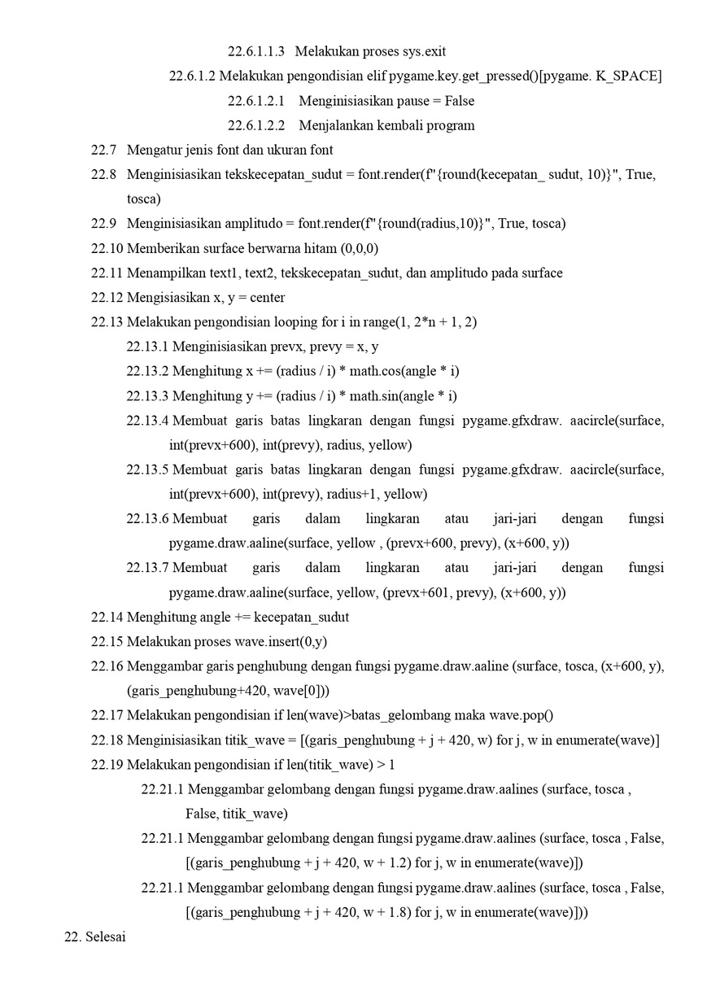 22.6.1.1.3 Melakukan proses sys.exit
22.6.1.2 Melakukan pengondisian elif pygame.key.get_pressed()[pygame. K_SPACE]
22.6.1.2.1 Menginisiasikan pause = False
22.6.1.2.2 Menjalankan kembali program
22.7 Mengatur jenis font dan ukuran font
22.8 Menginisiasikan tekskecepatan_sudut = font.render(f"{round(kecepatan_ sudut, 10)}", True,
tosca)
22.9 Menginisiasikan amplitudo = font.render(f"{round(radius,10)}", True, tosca)
22.10 Memberikan surface berwarna hitam (0,0,0)
22.11 Menampilkan text1, text2, tekskecepatan_sudut, dan amplitudo pada surface
22.12 Mengisiasikan x, y = center
22.13 Melakukan pengondisian looping for i in range(1, 2*n + 1, 2)
22.13.1 Menginisiasikan prevx, prevy = x, y
22.13.2 Menghitung x += (radius / i) * math.cos(angle * i)
22.13.3 Menghitung y += (radius / i) * math.sin(angle * i)
22.13.4 Membuat garis batas lingkaran dengan fungsi pygame.gfxdraw. aacircle(surface,
int(prevx+600), int(prevy), radius, yellow)
22.13.5 Membuat garis batas lingkaran dengan fungsi pygame.gfxdraw. aacircle(surface,
int(prevx+600), int(prevy), radius+1, yellow)
22.13.6 Membuat garis dalam lingkaran atau jari-jari dengan fungsi
pygame.draw.aaline(surface, yellow , (prevx+600, prevy), (x+600, y))
22.13.7 Membuat garis dalam lingkaran atau jari-jari dengan fungsi
pygame.draw.aaline(surface, yellow, (prevx+601, prevy), (x+600, y))
22.14 Menghitung angle += kecepatan_sudut
22.15 Melakukan proses wave.insert(0,y)
22.16 Menggambar garis penghubung dengan fungsi pygame.draw.aaline (surface, tosca, (x+600, y),
(garis_penghubung+420, wave[0]))
22.17 Melakukan pengondisian if len(wave)>batas_gelombang maka wave.pop()
22.18 Menginisiasikan titik_wave = [(garis_penghubung + j + 420, w) for j, w in enumerate(wave)]
22.19 Melakukan pengondisian if len(titik_wave) > 1
22.21.1 Menggambar gelombang dengan fungsi pygame.draw.aalines (surface, tosca ,
False, titik_wave)
22.21.1 Menggambar gelombang dengan fungsi pygame.draw.aalines (surface, tosca , False,
[(garis_penghubung + j + 420, w + 1.2) for j, w in enumerate(wave)])
22.21.1 Menggambar gelombang dengan fungsi pygame.draw.aalines (surface, tosca , False,
[(garis_penghubung + j + 420, w + 1.8) for j, w in enumerate(wave)]))
22. Selesai